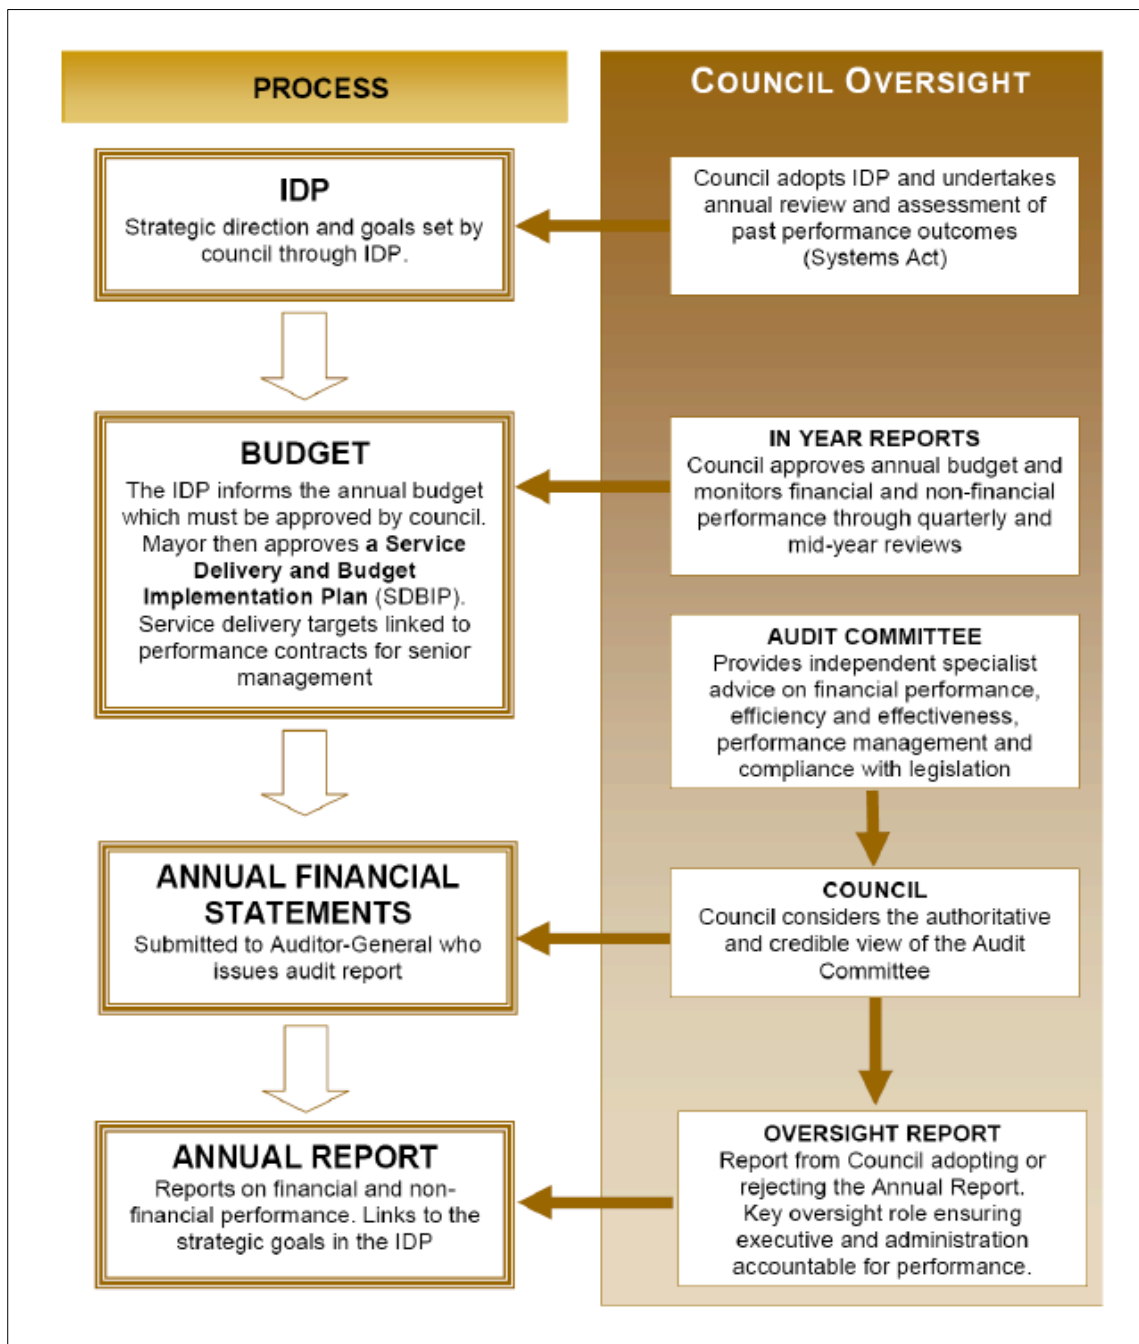 PROCESS
COUNCIL OVERSIGHT
IDP
Strategic direction and goals set by
council through IDP.
Council adopts IDP and undertakes
annual review and assessment of
past performance outcomes
(Systems Act)
BUDGET
The IDP informs the annual budget
which must be approved by council.
Mayor then approves a Service
Delivery and Budget
Implementation Plan (SDBIP).
Service delivery targets linked to
performance contracts for senior
management
IN YEAR REPORTS
Council approves annual budget and
monitors financial and non-financial
performance through quarterly and
mid-year reviews
AUDIT COMMITTEE
Provides independent specialist
advice on financial performance,
efficiency and effectiveness,
performance management and
compliance with legislation
ANNUAL FINANCIAL
STATEMENTS
Submitted to Auditor-General who
issues audit report
COUNCIL
Council considers the authoritative
and credible view of the Audit
Committee
ANNUAL REPORT
Reports on financial and non-
financial performance. Links to the
strategic goals in the IDP
OVERSIGHT REPORT
Report from Council adopting or
rejecting the Annual Report.
Key oversight role ensuring
executive and administration
accountable for performance.